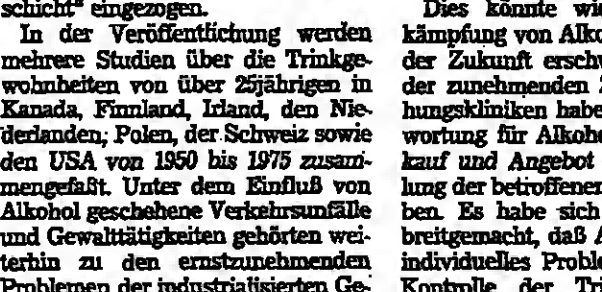 schicht" eingezogen.
In der Veröffentlichung werden
mehrere Studien über die Trinkge-
wohnheiten von über 25jährigen in
Kanada, Finnland, Irland, den Nie-
derlanden, Polen, der Schweiz sowie
den USA von 1950 bis 1975 zusam-
mengefaßt. Unter dem Einfluß von
Alkohol geschehene Verkehrsunfälle
und Gewalttätigkeiten gehörten wei-
terhin zu den ernstzunehmenden
Problemen der industrialisierten Ge-
Dies könnte wie
kämpfung von Alko
der Zukunft erschw
der zunehmenden
hungskliniken habe
wortung für Alkoho
kauf und Angebot
lung der betroffenen
ben. Es habe sich
breitgemacht, daß A
individuelles Proble
Kontrolle der Tri